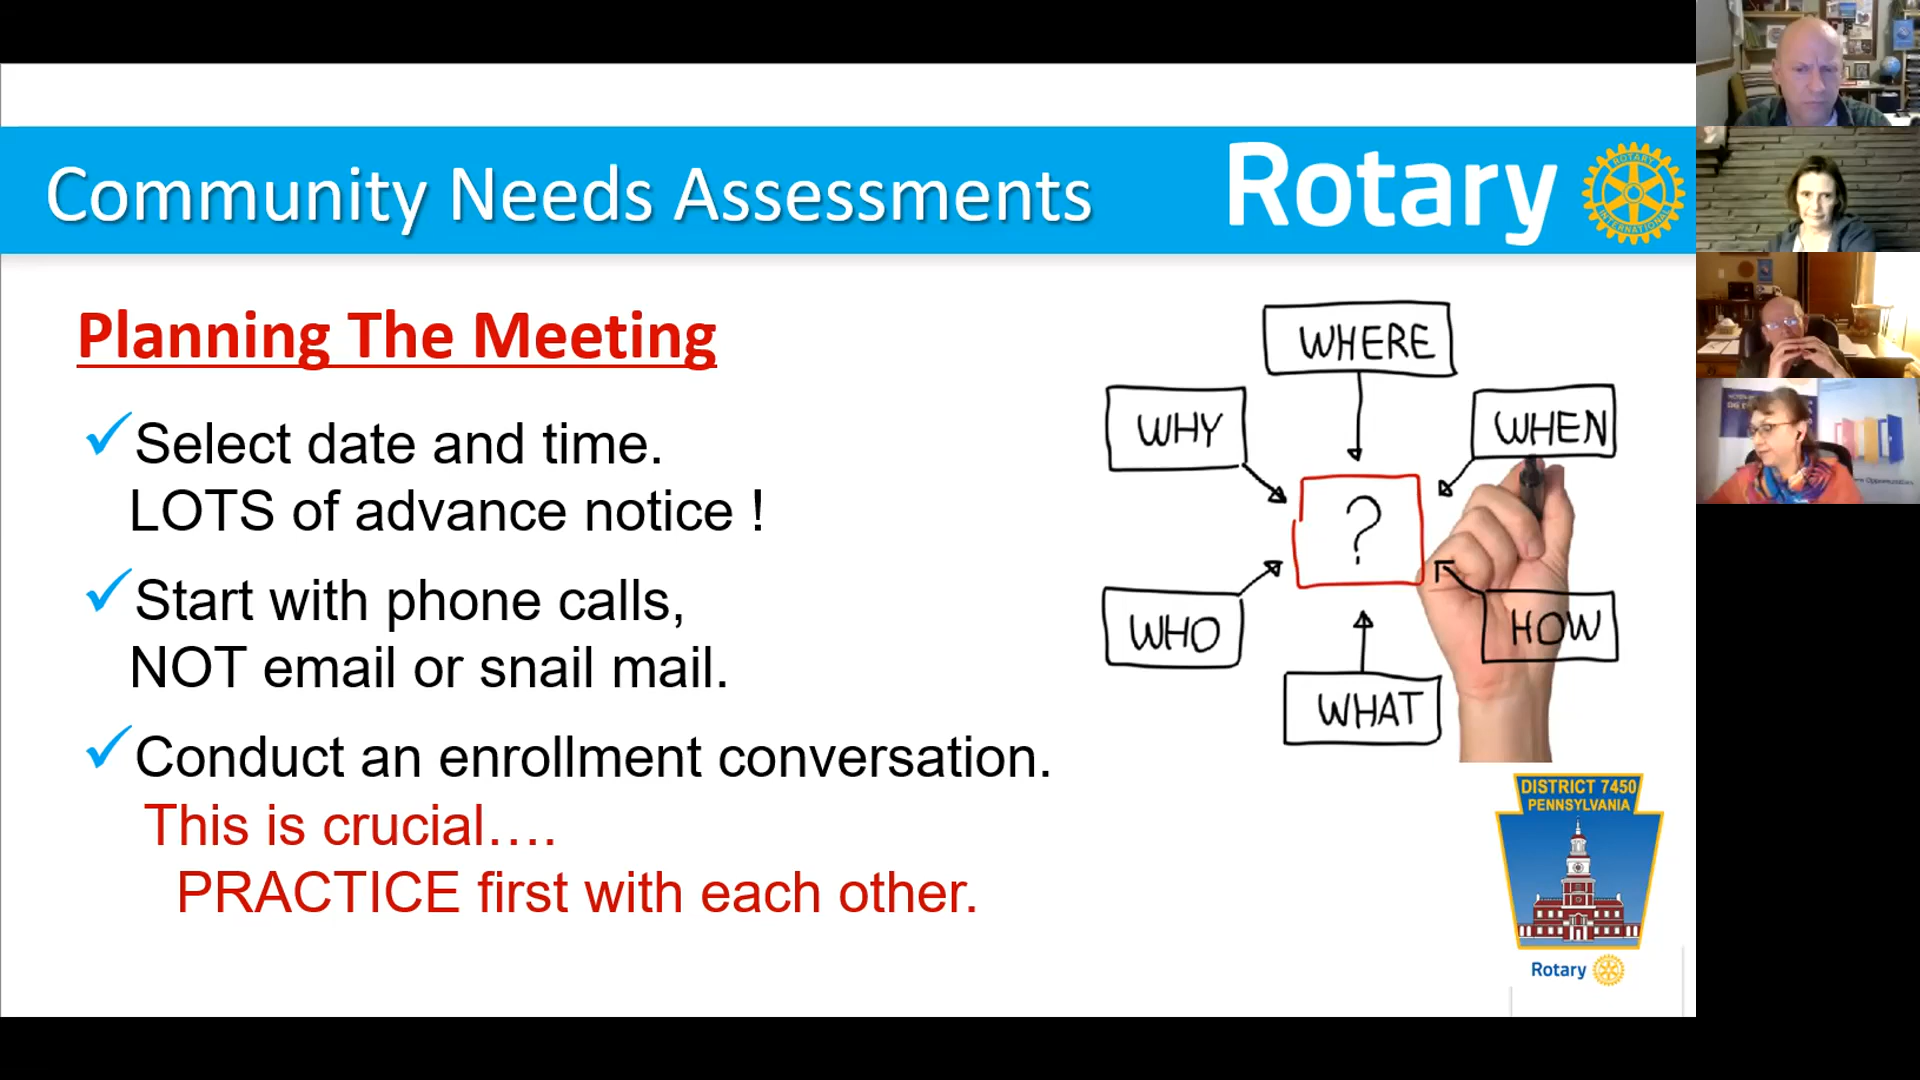 Community Needs Assessments
Rotary
ROTARY
INTERNATIONAL
Planning The Meeting
Select date and time.
LOTS of advance notice !
Start with phone calls,
NOT email or snail mail.
Conduct an enrollment conversation.
This is crucial….
PRACTICE first with each other.
WHERE
WHY
WHEN
?
WHO
HOW
WHAT
DISTRICT 7450
PENNSYLVANIA
Rotary